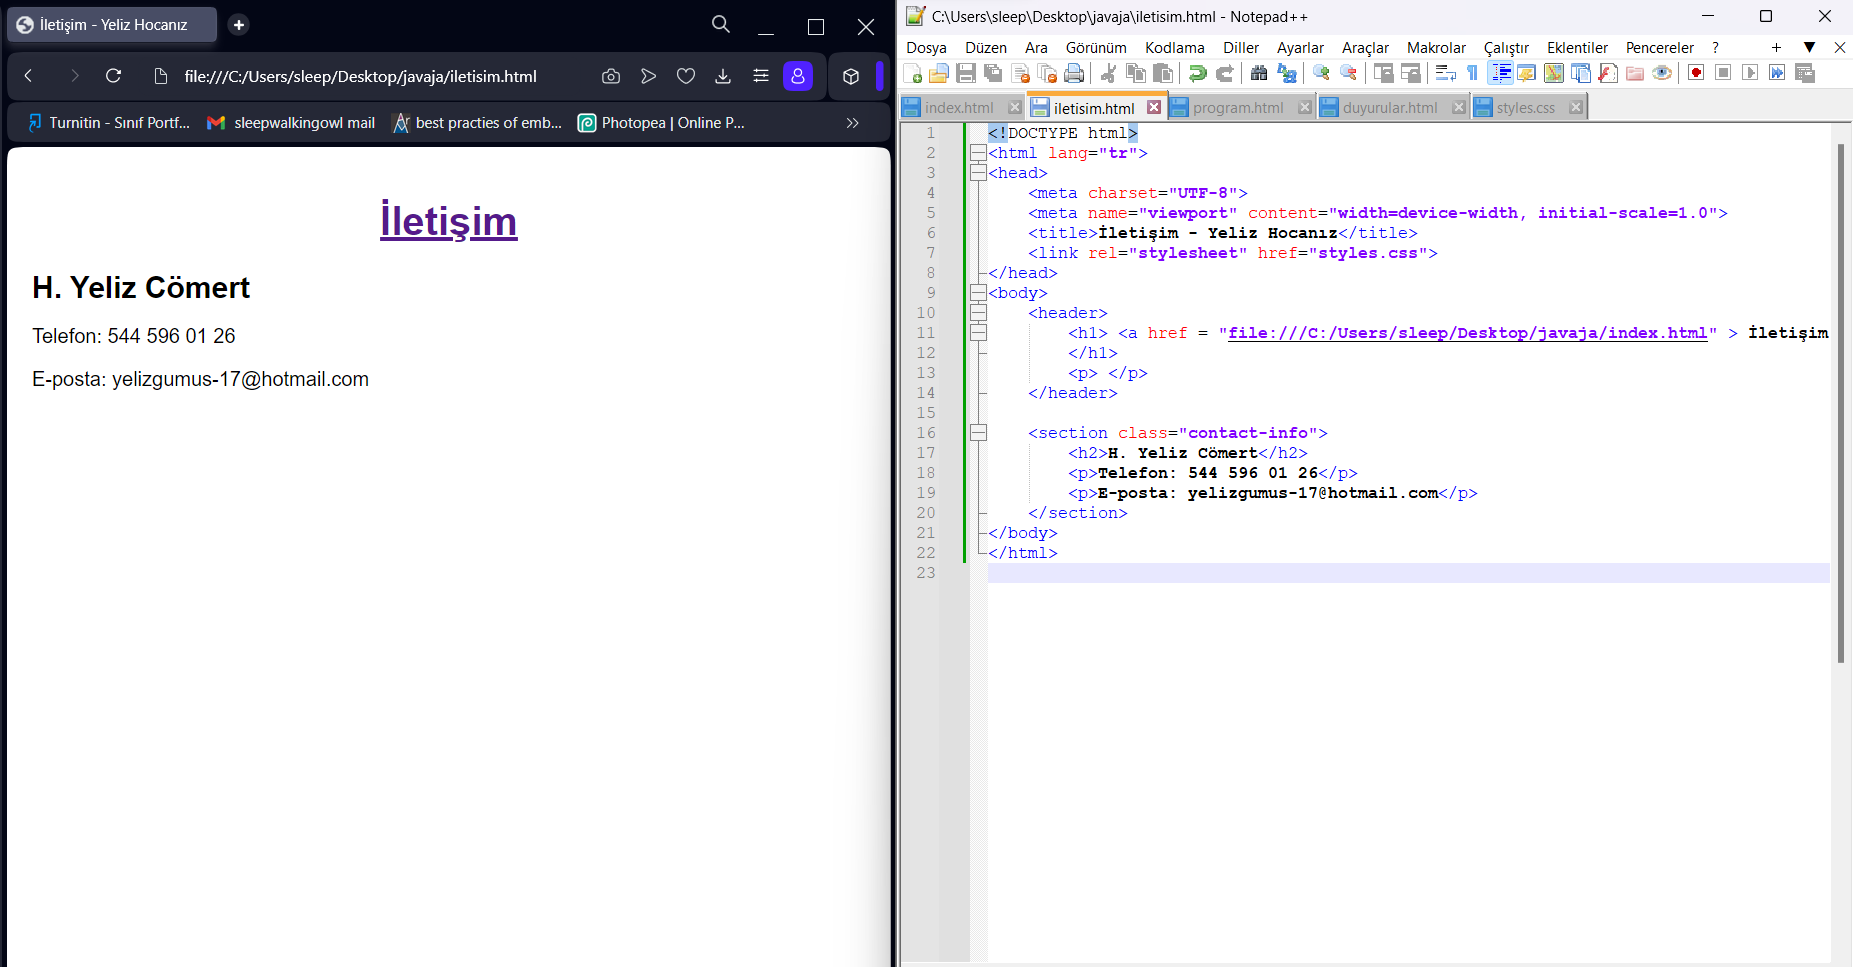 İletişim - Yeliz Hocanız
file:///C:/Users/sleep/Desktop/javaja/iletisim.html
Turnitin - Sınıf Portf... sleepwalkingowl mail best practies of emb... Photopea | Online P...
İletişim
H. Yeliz Cömert
Telefon: 544 596 01 26
E-posta: yelizgumus-17@hotmail.com
C:\Users\sleep\Desktop\javaja\iletisim.html - Notepad++
Dosya Düzen Ara Görünüm Kodlama Diller Ayarlar Araçlar Makrolar Çalıştır Eklentiler Pencereler ?
index.html iletisim.html program.html duyurular.html styles.css
1 <!DOCTYPE html>
2 <html lang="tr">
3 <head>
4 <meta charset="UTF-8">
5 <meta name="viewport" content="width=device-width, initial-scale=1.0">
6 <title>İletişim - Yeliz Hocanız</title>
7 <link rel="stylesheet" href="styles.css">
8 </head>
9 <body>
10 <header>
11 <h1> <a href = "file:///C:/Users/sleep/Desktop/javaja/index.html" > İletişim
12 </h1>
13 <p> </p>
14 </header>
15
16 <section class="contact-info">
17 <h2>H. Yeliz Cömert</h2>
18 <p>Telefon: 544 596 01 26</p>
19 <p>E-posta: yelizgumus-17@hotmail.com</p>
20 </section>
21 </body>
22 </html>
23